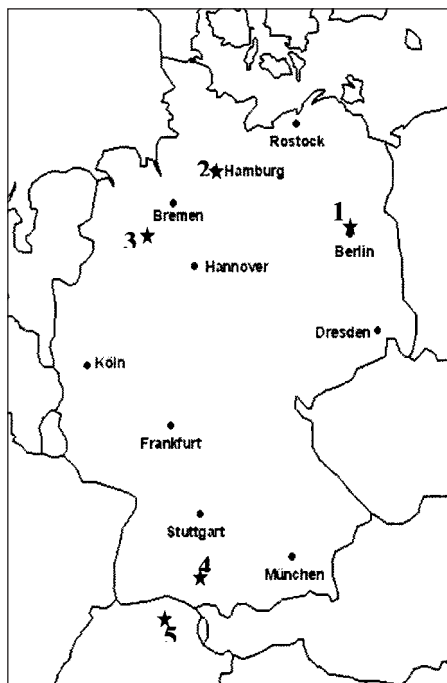 Rostock
2 Hamburg
Bremen
1
3
Berlin
Hannover
Dresden
Köln
Frankfurt
Stuttgart
4
München
5